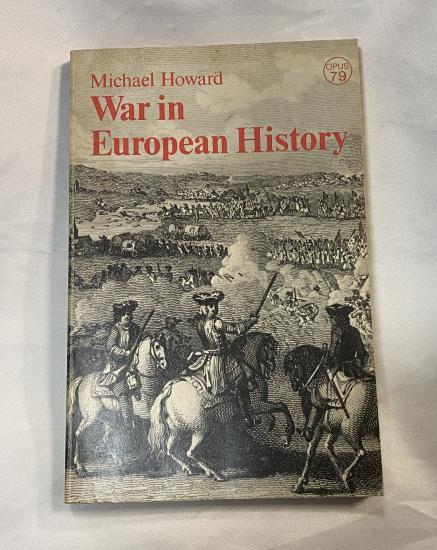 Michael Howard
War in
European History
OPUS
79